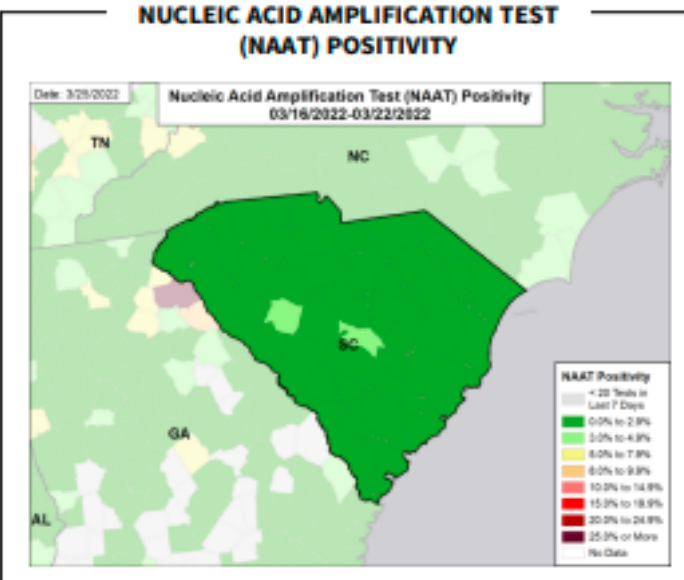 NUCLEIC ACID AMPLIFICATION TEST
(NAAT) POSITIVITY
Date: 3/25/2022
Nucleic Acid Amplification Test (NAAT) Positivity
03/16/2022-03/22/2022
TN
NC
SC
GA
AL
NAAT Positivity
< 20 Tests in
Last 7 Days
0.0% to 2.9%
3.0% to 4.9%
5.0% to 7.9%
8.0% to 9.9%
10.0% to 14.9%
15.0% to 19.9%
20.0% to 24.9%
25.0% or More
No Data